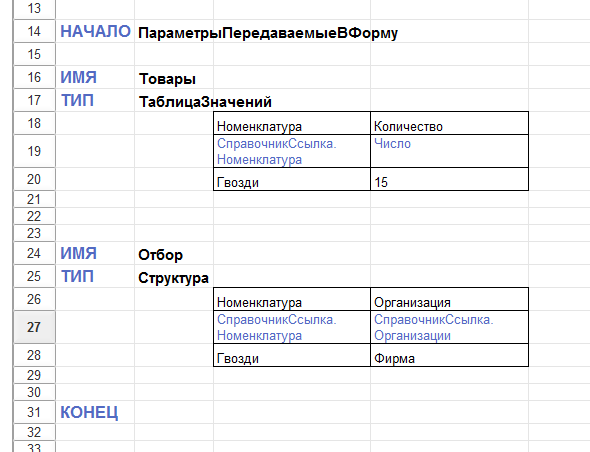 13
14 НАЧАЛО ПараметрыПередаваемыеВФорму
15
16 ИМЯ Товары
17 ТИП ТаблицаЗначений
18 Номенклатура Количество
19 СправочникСсылка. Число
Номенклатура
20 Гвозди 15
21
22
23
24 ИМЯ Отбор
25 ТИП Структура
26 Номенклатура Организация
27 СправочникСсылка. СправочникСсылка.
Номенклатура Организации
28 Гвозди Фирма
29
30
31 КОНЕЦ
32
33